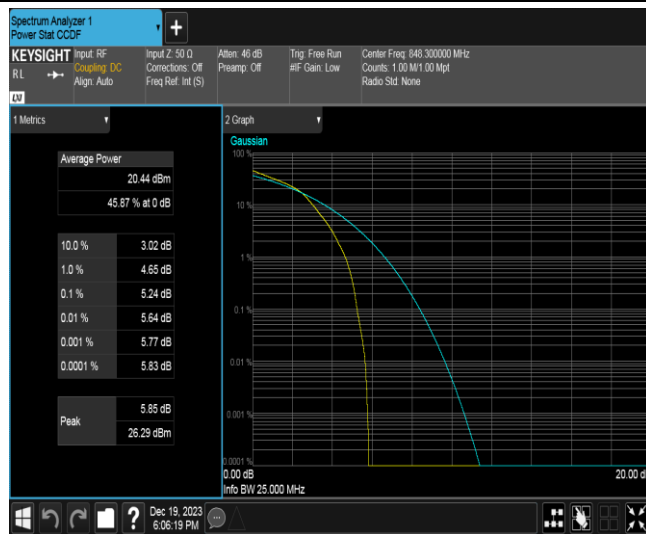 Spectrum Analyzer 1
Power Stat CCDF
KEYSIGHT
RL
LXI
Input: RF
Coupling: DC
Align: Auto
Input Z: 50 Ω
Corrections: Off
Freq Ref: Int (S)
Atten: 46 dB
Preamp: Off
Trig: Free Run
#IF Gain: Low
Center Freq: 848.300000 MHz
Counts: 1.00 M/1.00 Mpt
Radio Std: None
1 Metrics
Average Power
20.44 dBm
45.87 % at 0 dB
10.0 % 3.02 dB
1.0 % 4.65 dB
0.1 % 5.24 dB
0.01 % 5.64 dB
0.001 % 5.77 dB
0.0001 % 5.83 dB
Peak
5.85 dB
26.29 dBm
2 Graph
Gaussian
100 %
10 %
1 %
0.1 %
0.01 %
0.001 %
0.0001 %
0.00 dB
20.00 d
Info BW 25.000 MHz
?
Dec 19, 2023
6:06:19 PM